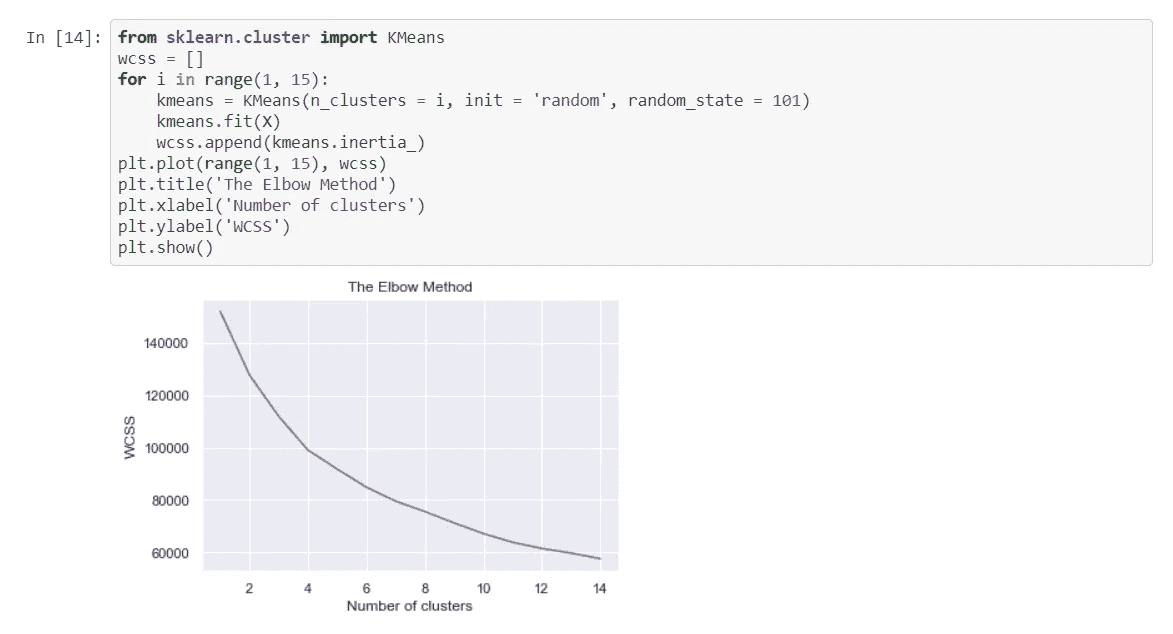 In [14]: from sklearn.cluster import KMeans
wcss = []
for i in range(1, 15):
    kmeans = KMeans(n_clusters = i, init = 'random', random_state = 101)
    kmeans.fit(X)
    wcss.append(kmeans.inertia_)
plt.plot(range(1, 15), wcss)
plt.title('The Elbow Method')
plt.xlabel('Number of clusters')
plt.ylabel('WCSS')
plt.show()
The Elbow Method
140000
120000
WCSS
100000
80000
60000
2 4 6 8 10 12 14
Number of clusters